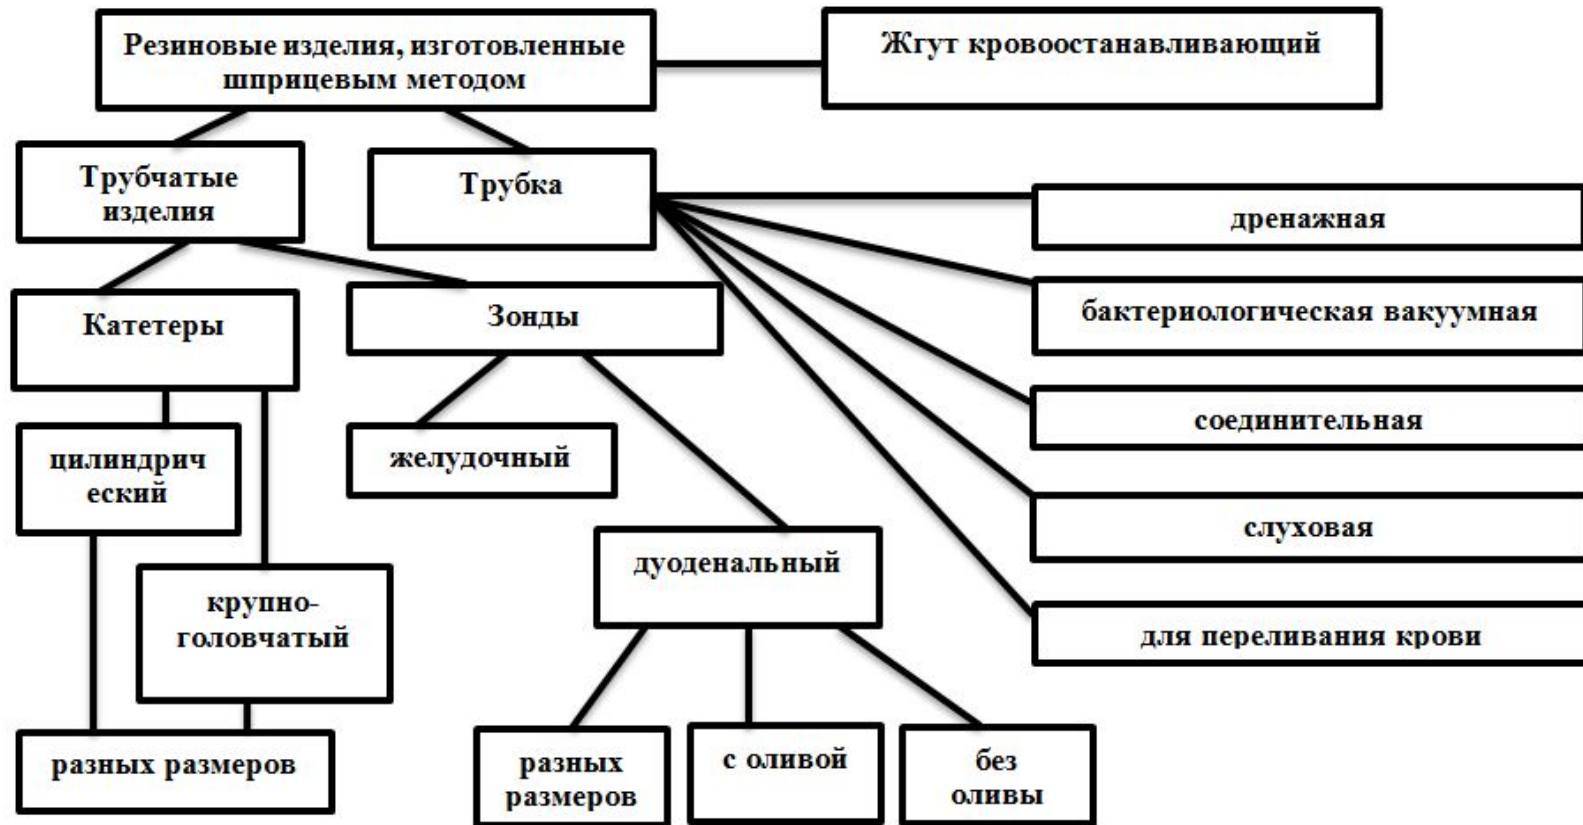 Резиновые изделия, изготовленные
шприцевым методом
Жгут кровоостанавливающий
Трубчатые
изделия
Трубка
дренажная
бактериологическая вакуумная
соединительная
слуховая
для переливания крови
Катетеры
Зонды
цилиндрич
еский
желудочный
крупно-
головчатый
дуоденальный
разных размеров
разных
размеров
с оливой
без
оливы